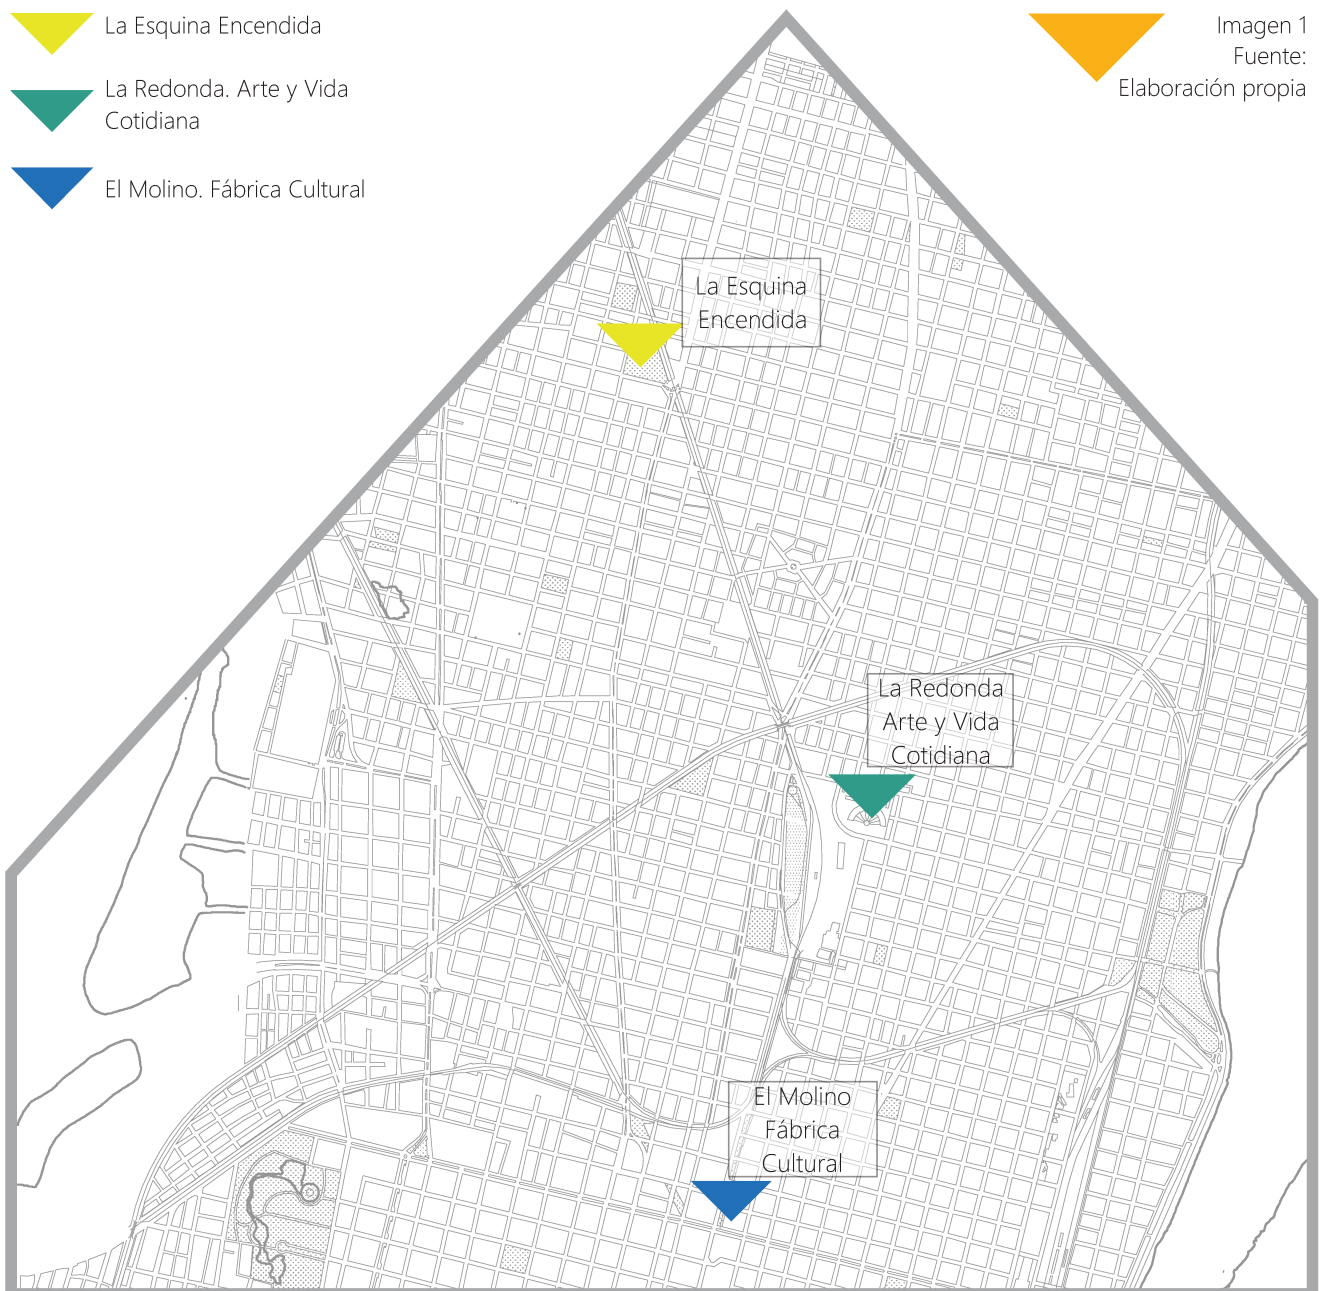 La Esquina Encendida
La Redonda. Arte y Vida
Cotidiana
El Molino. Fábrica Cultural
Imagen 1
Fuente:
Elaboración propia
La Esquina
Encendida
La Redonda
Arte y Vida
Cotidiana
El Molino
Fábrica
Cultural